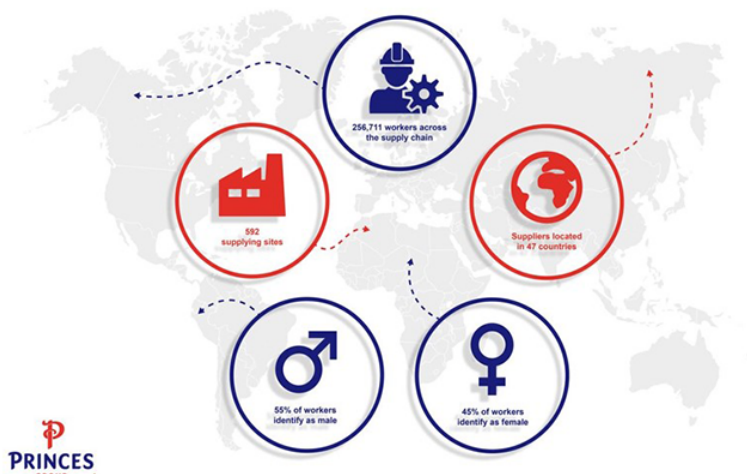 256,711 workers across
the supply chain
592
supplying sites
Suppliers located
in 47 countries
55% of workers
identify as male
45% of workers
identify as female
PRINCES